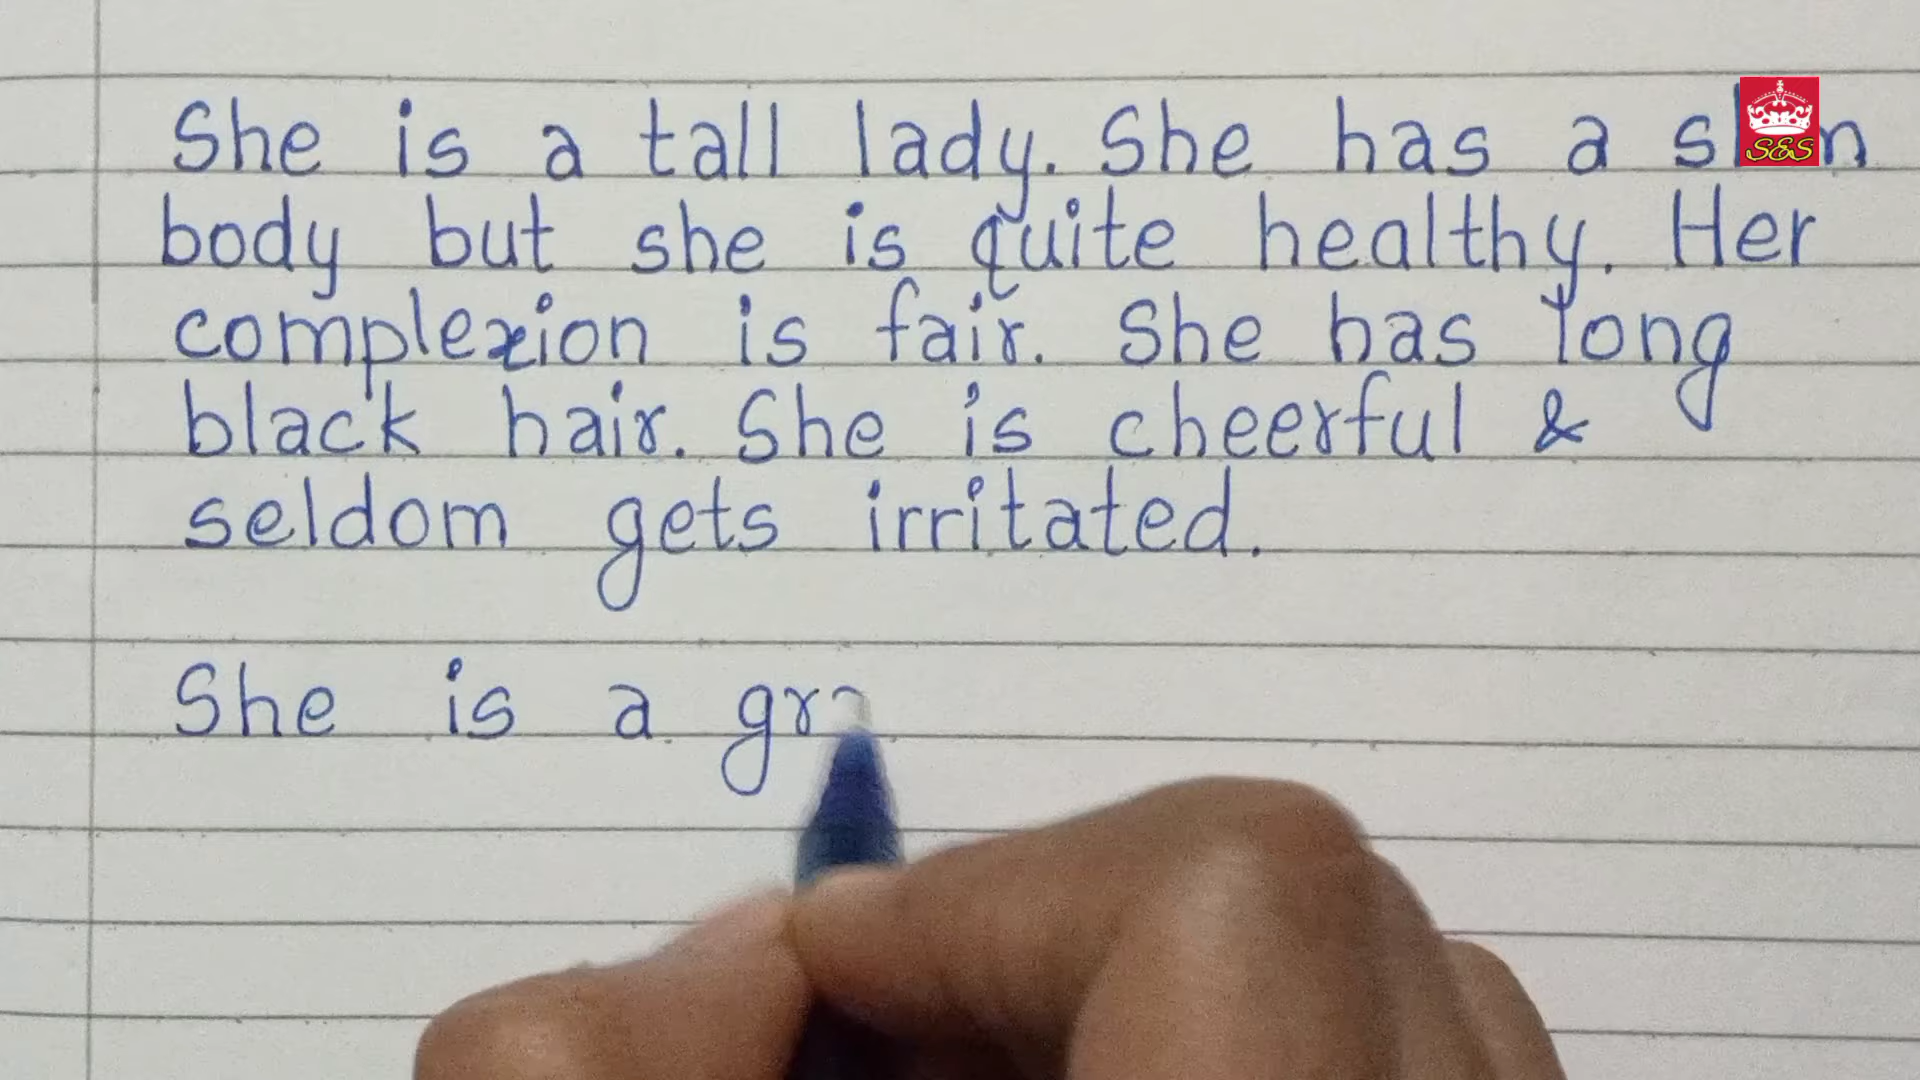 She is a tall lady. She has a
body but she is quite healthy. Her
complexion is fair. She has long
black hair. She is cheerful &
seldom gets irritated.
She is a
S&S